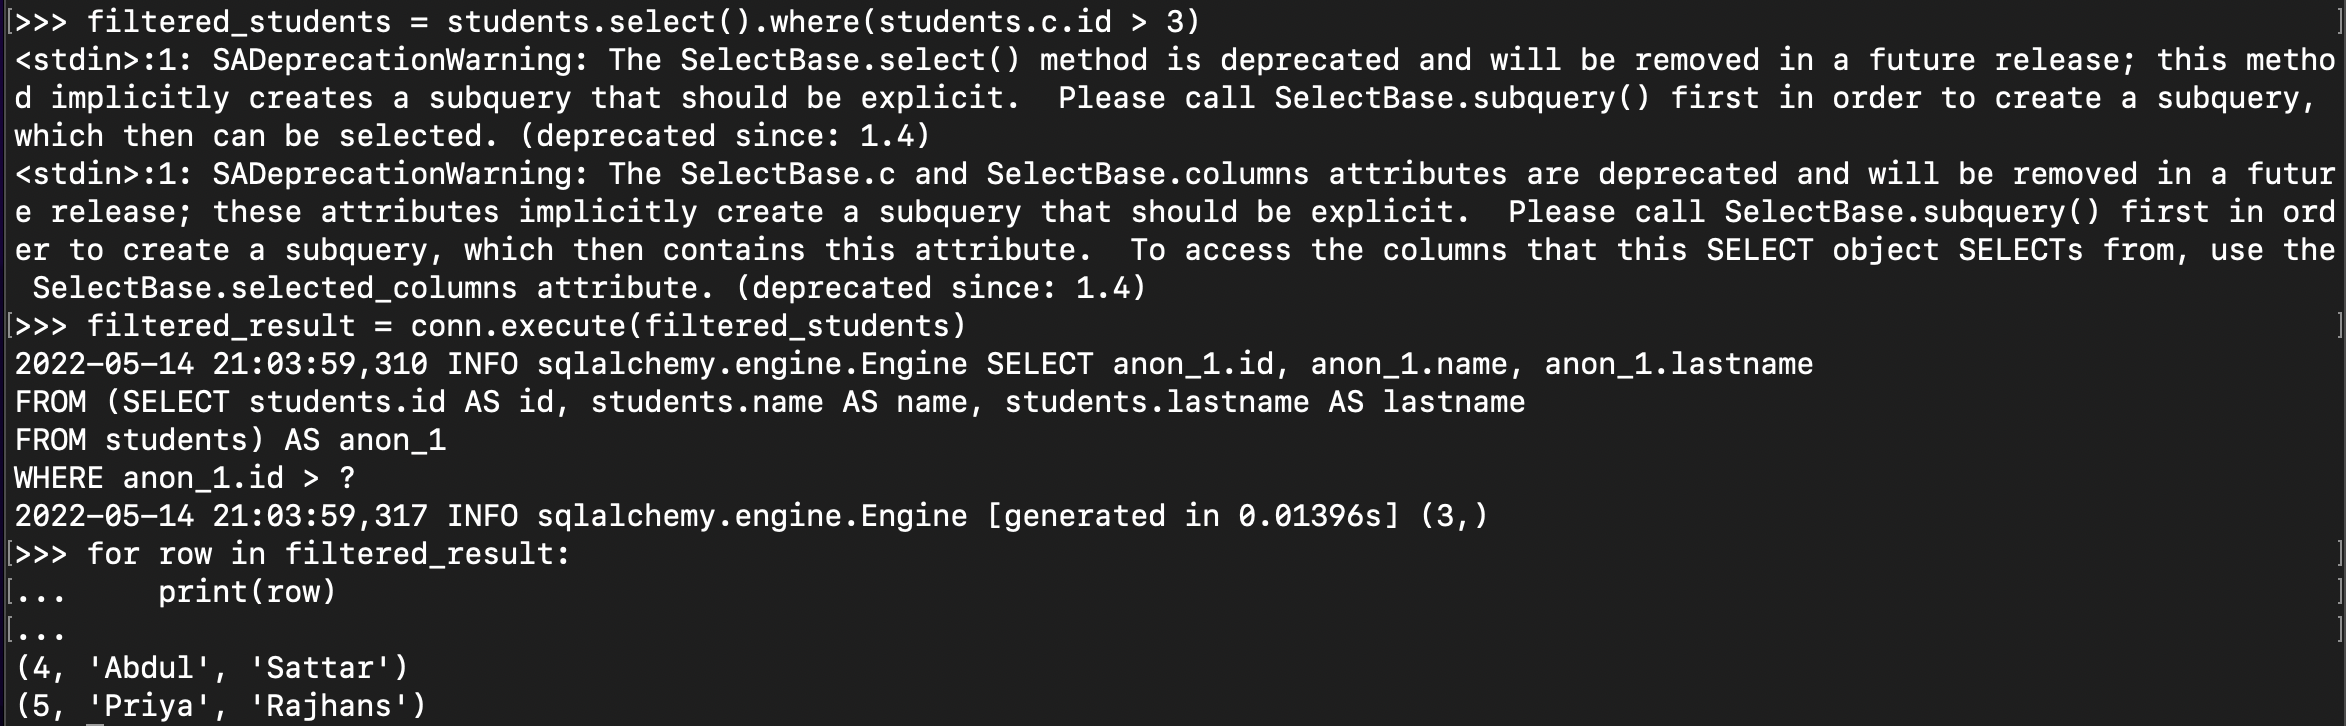 [>>> filtered_students = students.select().where(students.c.id > 3) ]
<stdin>:1: SADeprecationWarning: The SelectBase.select() method is deprecated and will be removed in a future release; this metho
d implicitly creates a subquery that should be explicit.  Please call SelectBase.subquery() first in order to create a subquery,
which then can be selected. (deprecated since: 1.4)
<stdin>:1: SADeprecationWarning: The SelectBase.c and SelectBase.columns attributes are deprecated and will be removed in a futur
e release; these attributes implicitly create a subquery that should be explicit.  Please call SelectBase.subquery() first in ord
er to create a subquery, which then contains this attribute.  To access the columns that this SELECT object SELECTs from, use the
 SelectBase.selected_columns attribute. (deprecated since: 1.4)
[>>> filtered_result = conn.execute(filtered_students) ]
2022-05-14 21:03:59,310 INFO sqlalchemy.engine.Engine SELECT anon_1.id, anon_1.name, anon_1.lastname
FROM (SELECT students.id AS id, students.name AS name, students.lastname AS lastname
FROM students) AS anon_1
WHERE anon_1.id > ?
2022-05-14 21:03:59,317 INFO sqlalchemy.engine.Engine [generated in 0.01396s] (3,)
[>>> for row in filtered_result: ]
[...     print(row) ]
[... ]
(4, 'Abdul', 'Sattar')
(5, 'Priya', 'Rajhans')